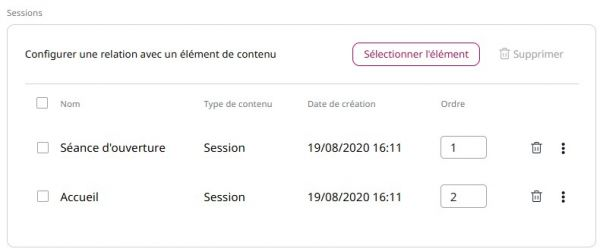 Sessions
Configurer une relation avec un élément de contenu Sélectionner l'élément Supprimer
Nom Type de contenu Date de création Ordre
Séance d'ouverture Session 19/08/2020 16:11 1
Accueil Session 19/08/2020 16:11 2